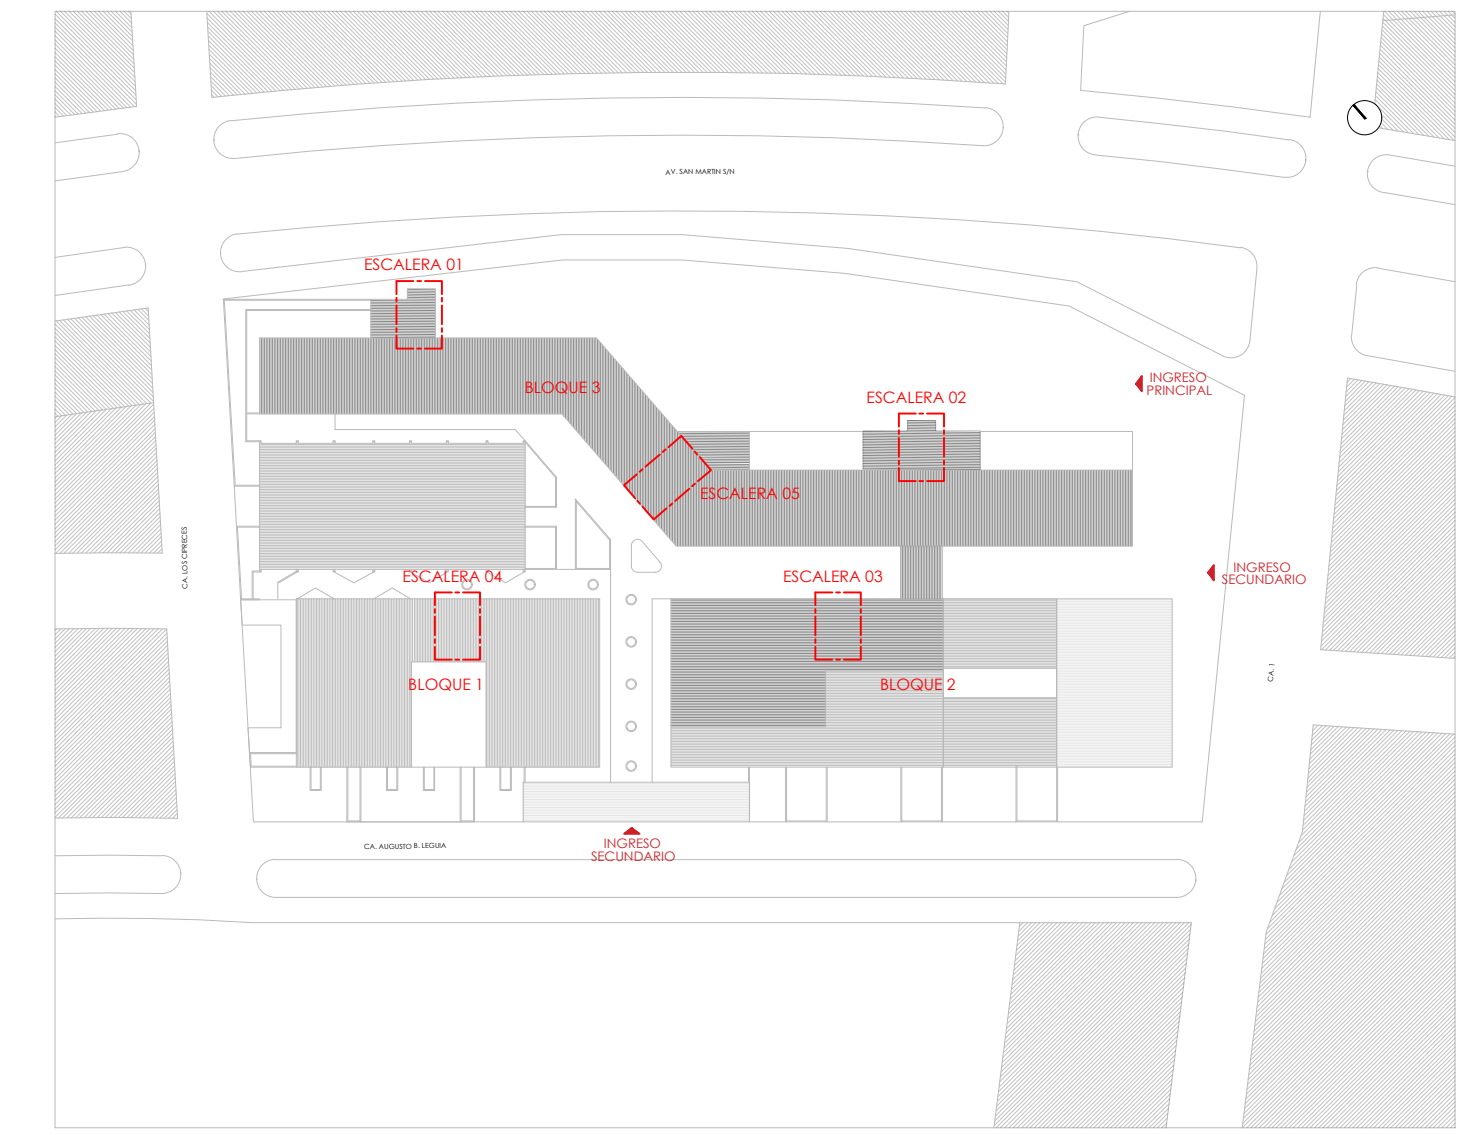 AV. SAN MARTIN S/N
ESCALERA 01
INGRESO
PRINCIPAL
BLOQUE 3
ESCALERA 02
ESCALERA 05
CA. LOS CIPRECES
ESCALERA 04
ESCALERA 03
INGRESO
SECUNDARIO
BLOQUE 1
BLOQUE 2
CA. 1
CA. AUGUSTO B. LEGUIA
INGRESO
SECUNDARIO